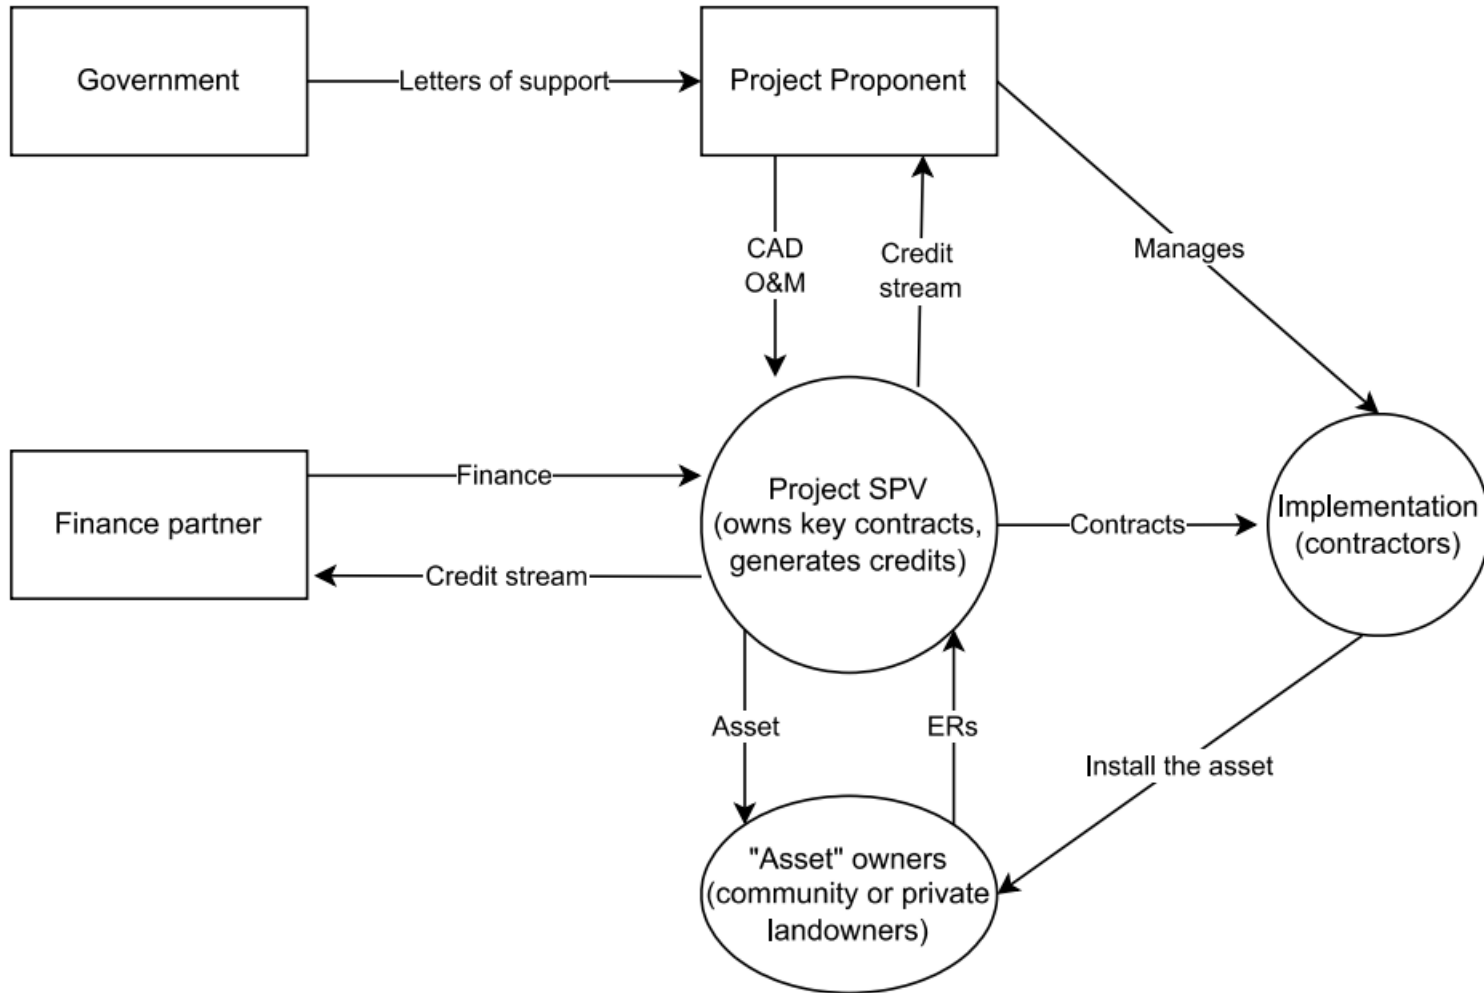 Government
Letters of support
Project Proponent
CAD
O&M
Credit
stream
Manages
Finance partner
Finance
Credit stream
Project SPV
(owns key contracts,
generates credits)
Contracts
Implementation
(contractors)
Asset
ERs
Install the asset
"Asset" owners
(community or private
landowners)